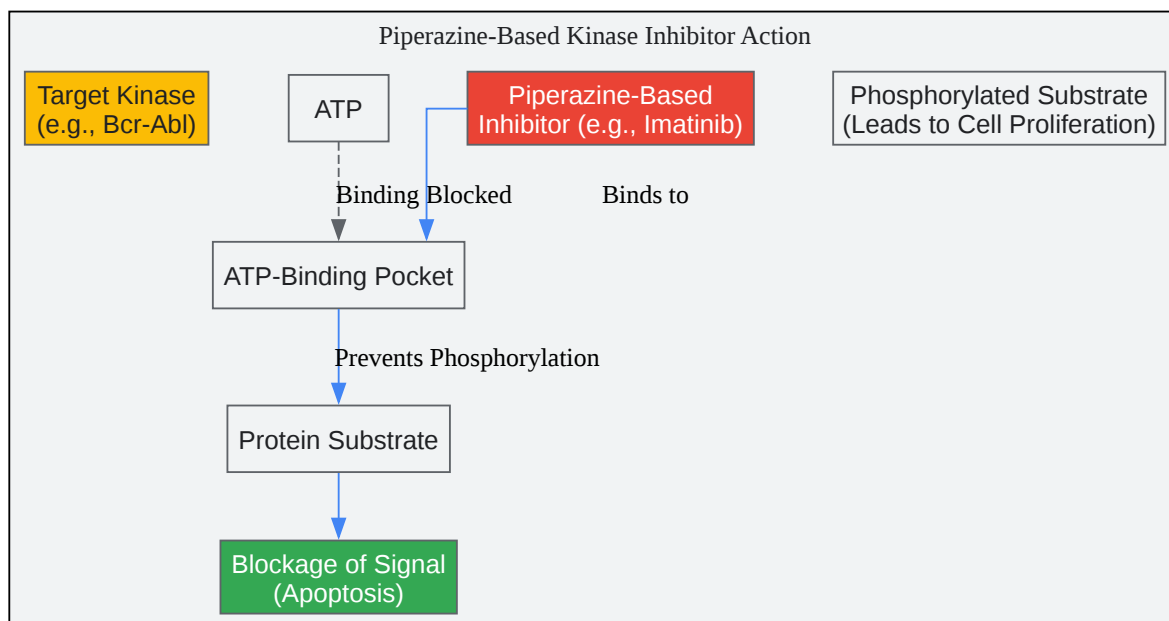 Piperazine-Based Kinase Inhibitor Action
Target Kinase
(e.g., Bcr-Abl)
ATP
Piperazine-Based
Inhibitor (e.g., Imatinib)
Phosphorylated Substrate
(Leads to Cell Proliferation)
Binding Blocked
Binds to
ATP-Binding Pocket
Prevents Phosphorylation
Protein Substrate
Blockage of Signal
(Apoptosis)